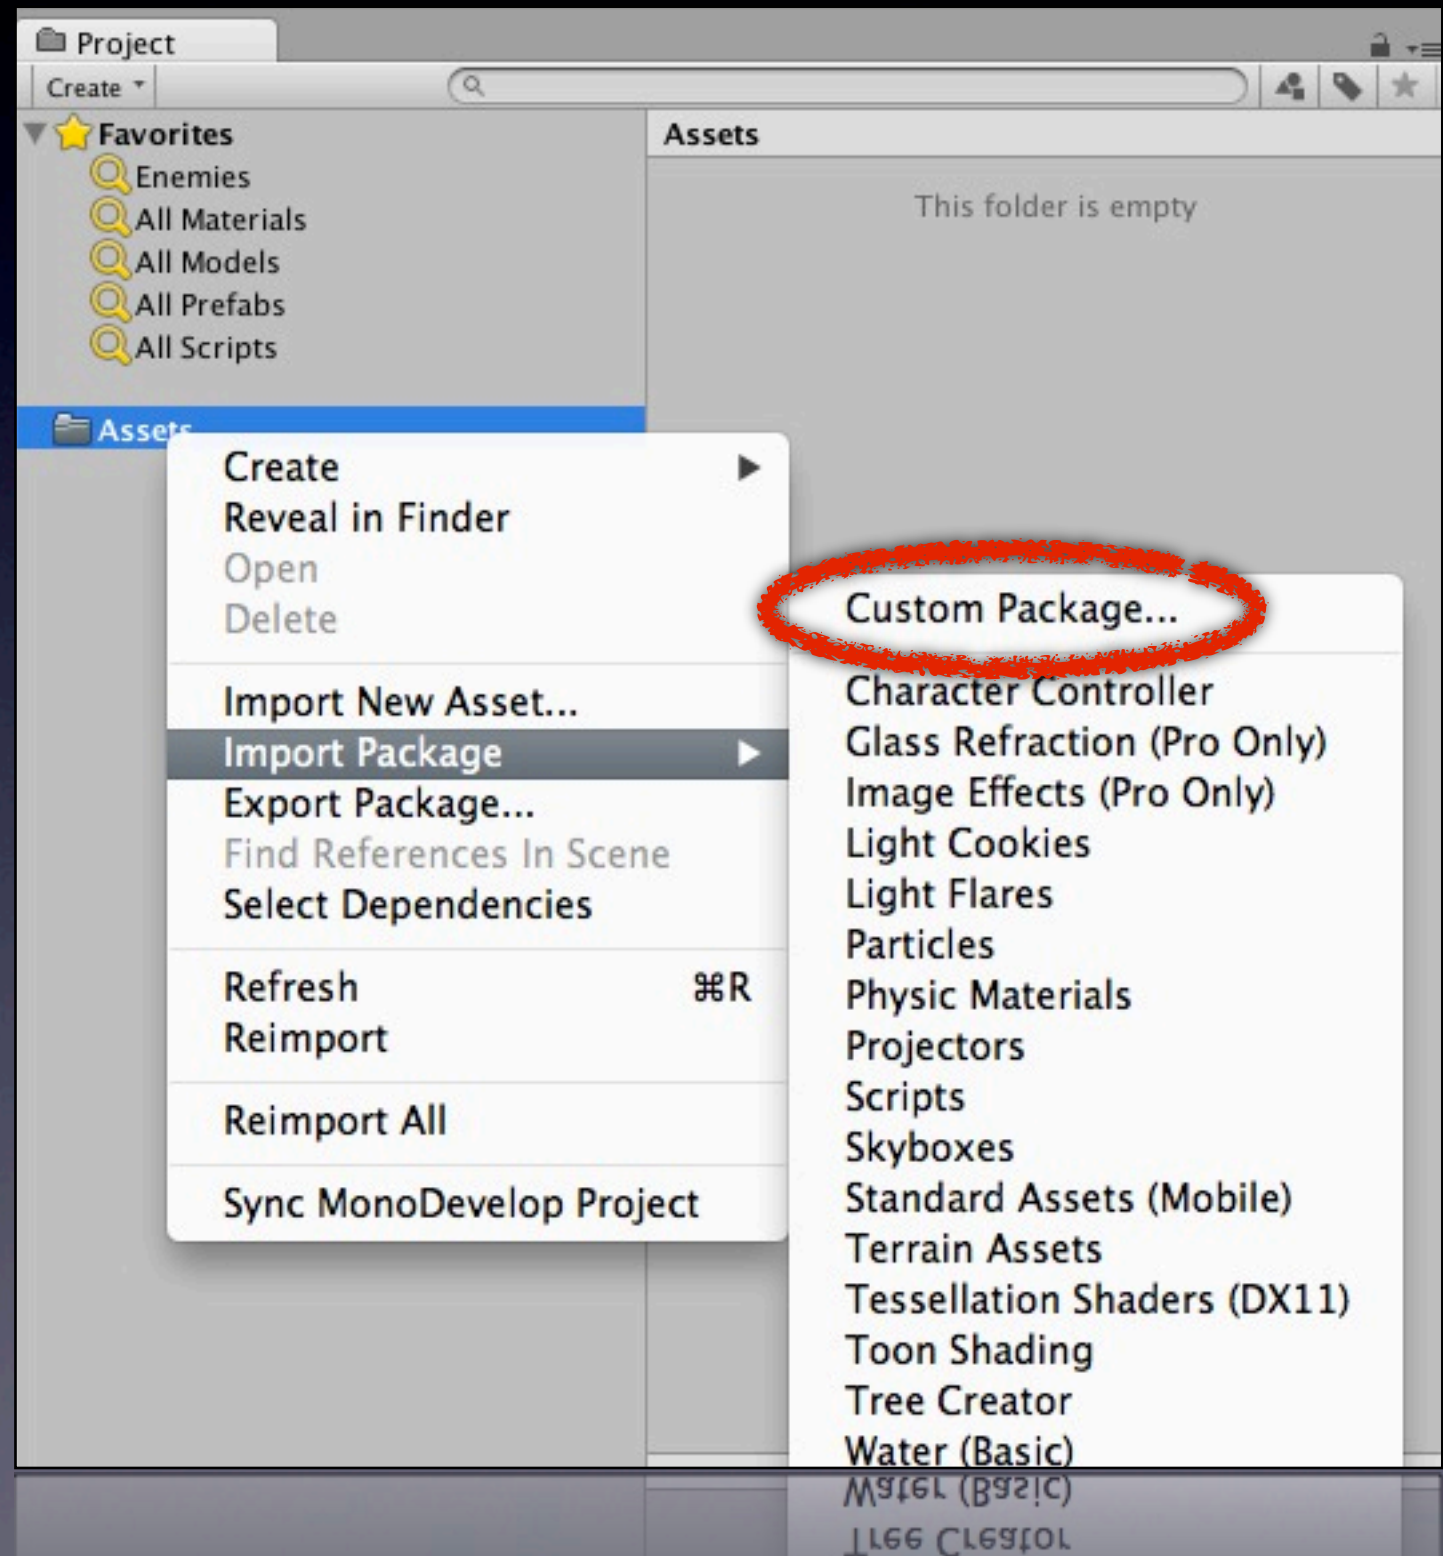 Project
Create
Favorites
Enemies
All Materials
All Models
All Prefabs
All Scripts
Assets
Assets
This folder is empty
Create
Reveal in Finder
Open
Delete
Import New Asset...
Import Package
Export Package...
Find References In Scene
Select Dependencies
Refresh ⌘R
Reimport
Reimport All
Sync MonoDevelop Project
Custom Package...
Character Controller
Glass Refraction (Pro Only)
Image Effects (Pro Only)
Light Cookies
Light Flares
Particles
Physic Materials
Projectors
Scripts
Skyboxes
Standard Assets (Mobile)
Terrain Assets
Tessellation Shaders (DX11)
Toon Shading
Tree Creator
Water (Basic)
Water (Basic)
Tree Creator